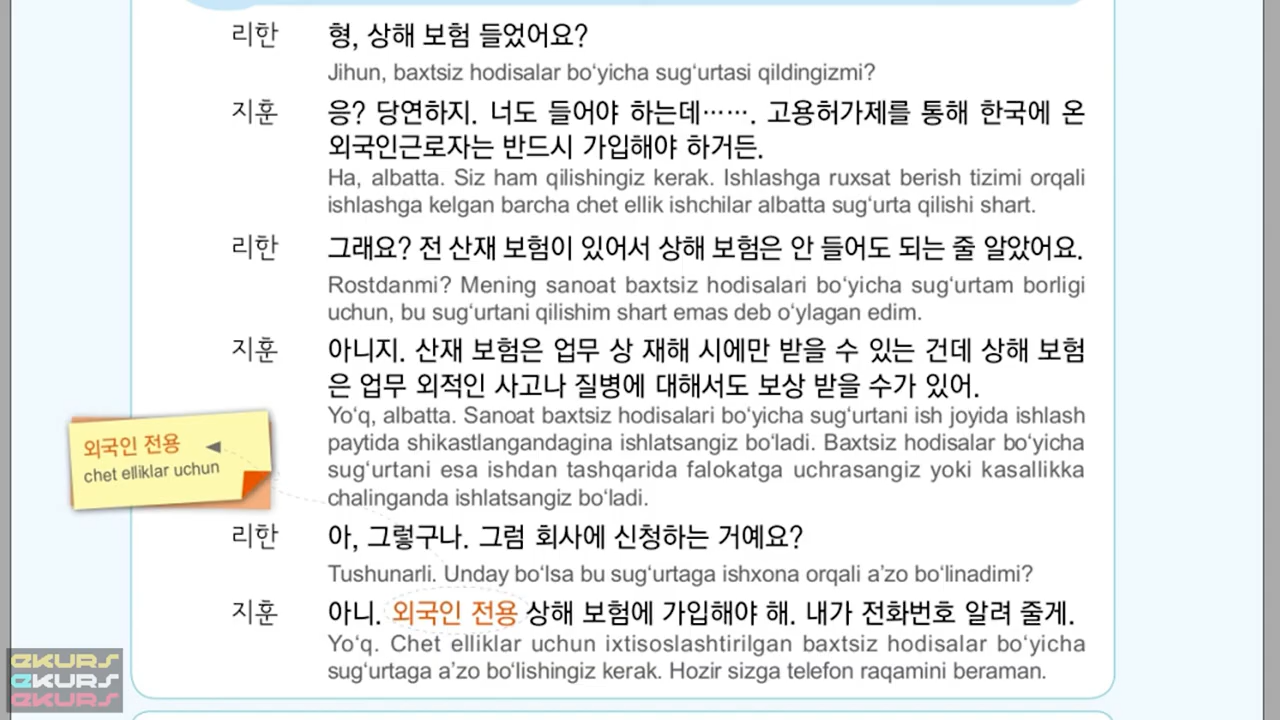 리한 형, 상해 보험 들었어요?
Jihun, baxtsiz hodisalar bo‘yicha sug‘urtasi qildingizmi?
지훈 응? 당연하지. 너도 들어야 하는데……. 고용허가제를 통해 한국에 온
외국인근로자는 반드시 가입해야 하거든.
Ha, albatta. Siz ham qilishingiz kerak. Ishlashga ruxsat berish tizimi orqali
ishlashga kelgan barcha chet ellik ishchilar albatta sug‘urta qilishi shart.
리한 그래요? 전 산재 보험이 있어서 상해 보험은 안 들어도 되는 줄 알았어요.
Rostdanmi? Mening sanoat baxtsiz hodisalari bo‘yicha sug‘urtam borligi
uchun, bu sug‘urtani qilishim shart emas deb o‘ylagan edim.
지훈 아니지. 산재 보험은 업무 상 재해 시에만 받을 수 있는 건데 상해 보험
은 업무 외적인 사고나 질병에 대해서도 보상 받을 수가 있어.
Yo‘q, albatta. Sanoat baxtsiz hodisalari bo‘yicha sug‘urtani ish joyida ishlash
paytida shikastlangandagina ishlatsangiz bo‘ladi. Baxtsiz hodisalar bo‘yicha
sug‘urtani esa ishdan tashqarida falokatga uchrasangiz yoki kasallikka
chalinganda ishlatsangiz bo‘ladi.
외국인 전용
chet elliklar uchun
리한 아, 그렇구나. 그럼 회사에 신청하는 거예요?
Tushunarli. Unday bo‘lsa bu sug‘urtaga ishxona orqali a’zo bo‘linadimi?
지훈 아니. 외국인 전용 상해 보험에 가입해야 해. 내가 전화번호 알려 줄게.
Yo‘q. Chet elliklar uchun ixtisoslashtirilgan baxtsiz hodisalar bo‘yicha
sug‘urtaga a’zo bo‘lishingiz kerak. Hozir sizga telefon raqamini beraman.
eKURS
eKURS
eKURS